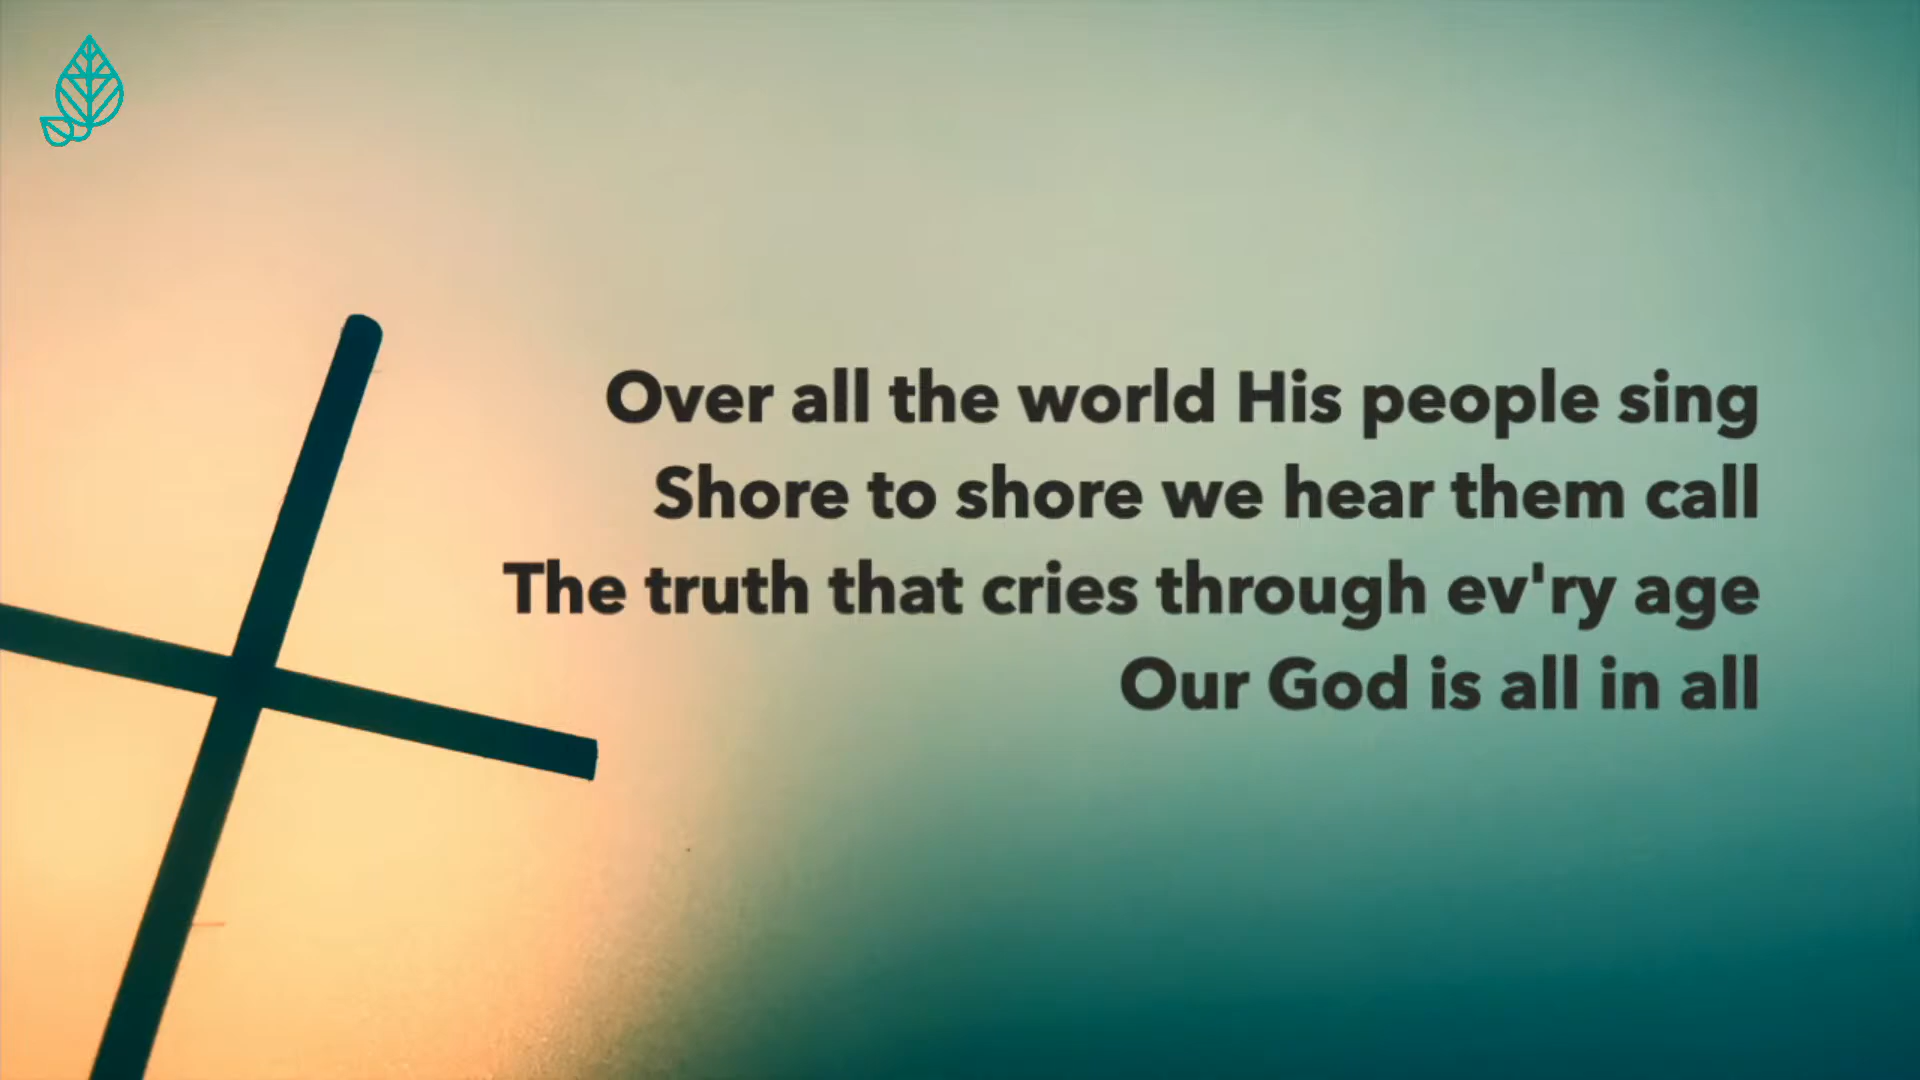 Over all the world His people sing
Shore to shore we hear them call
The truth that cries through ev'ry age
Our God is all in all